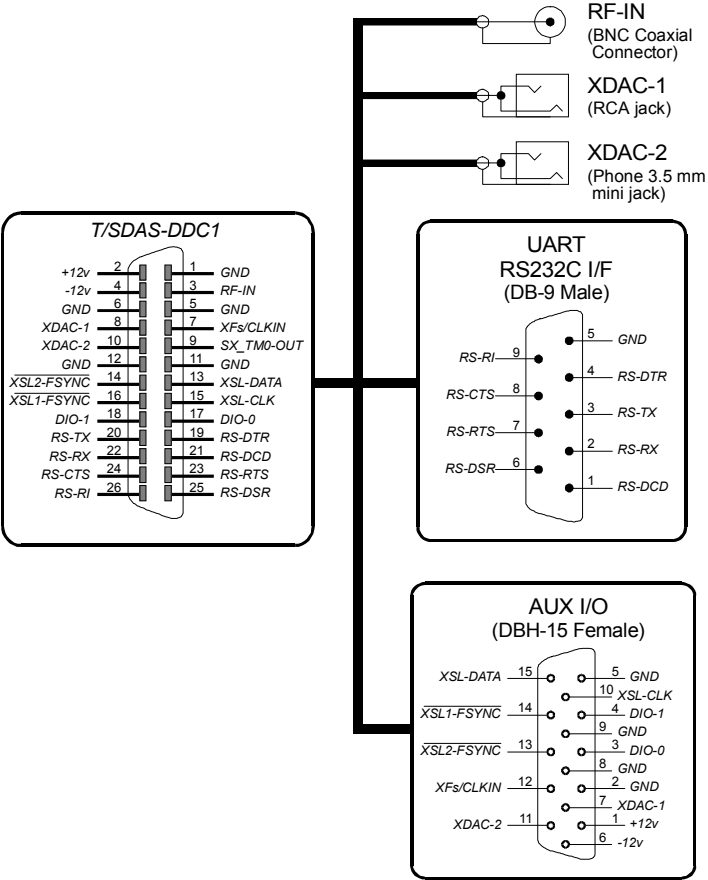 RF-IN
(BNC Coaxial
Connector)
XDAC-1
(RCA jack)
XDAC-2
(Phone 3.5 mm
mini jack)
T/SDAS-DDC1
+12v 2 1 GND
-12v 4 3 RF-IN
GND 6 5 GND
XDAC-1 8 7 XFs/CLKIN
XDAC-2 10 9 SX_TM0-OUT
GND 12 11 GND
XSL2-FSYNC 14 13 XSL-DATA
XSL1-FSYNC 16 15 XSL-CLK
DIO-1 18 17 DIO-0
RS-TX 20 19 RS-DTR
RS-RX 22 21 RS-DCD
RS-CTS 24 23 RS-RTS
RS-RI 26 25 RS-DSR
UART
RS232C I/F
(DB-9 Male)
5 GND
RS-RI 9
4 RS-DTR
RS-CTS 8
3 RS-TX
RS-RTS 7
2 RS-RX
RS-DSR 6
1 RS-DCD
AUX I/O
(DBH-15 Female)
XSL-DATA 15 5 GND
10 XSL-CLK
XSL1-FSYNC 14 4 DIO-1
9 GND
XSL2-FSYNC 13 3 DIO-0
8 GND
XFs/CLKIN 12 2 GND
7 XDAC-1
XDAC-2 11 1 +12v
6 -12v